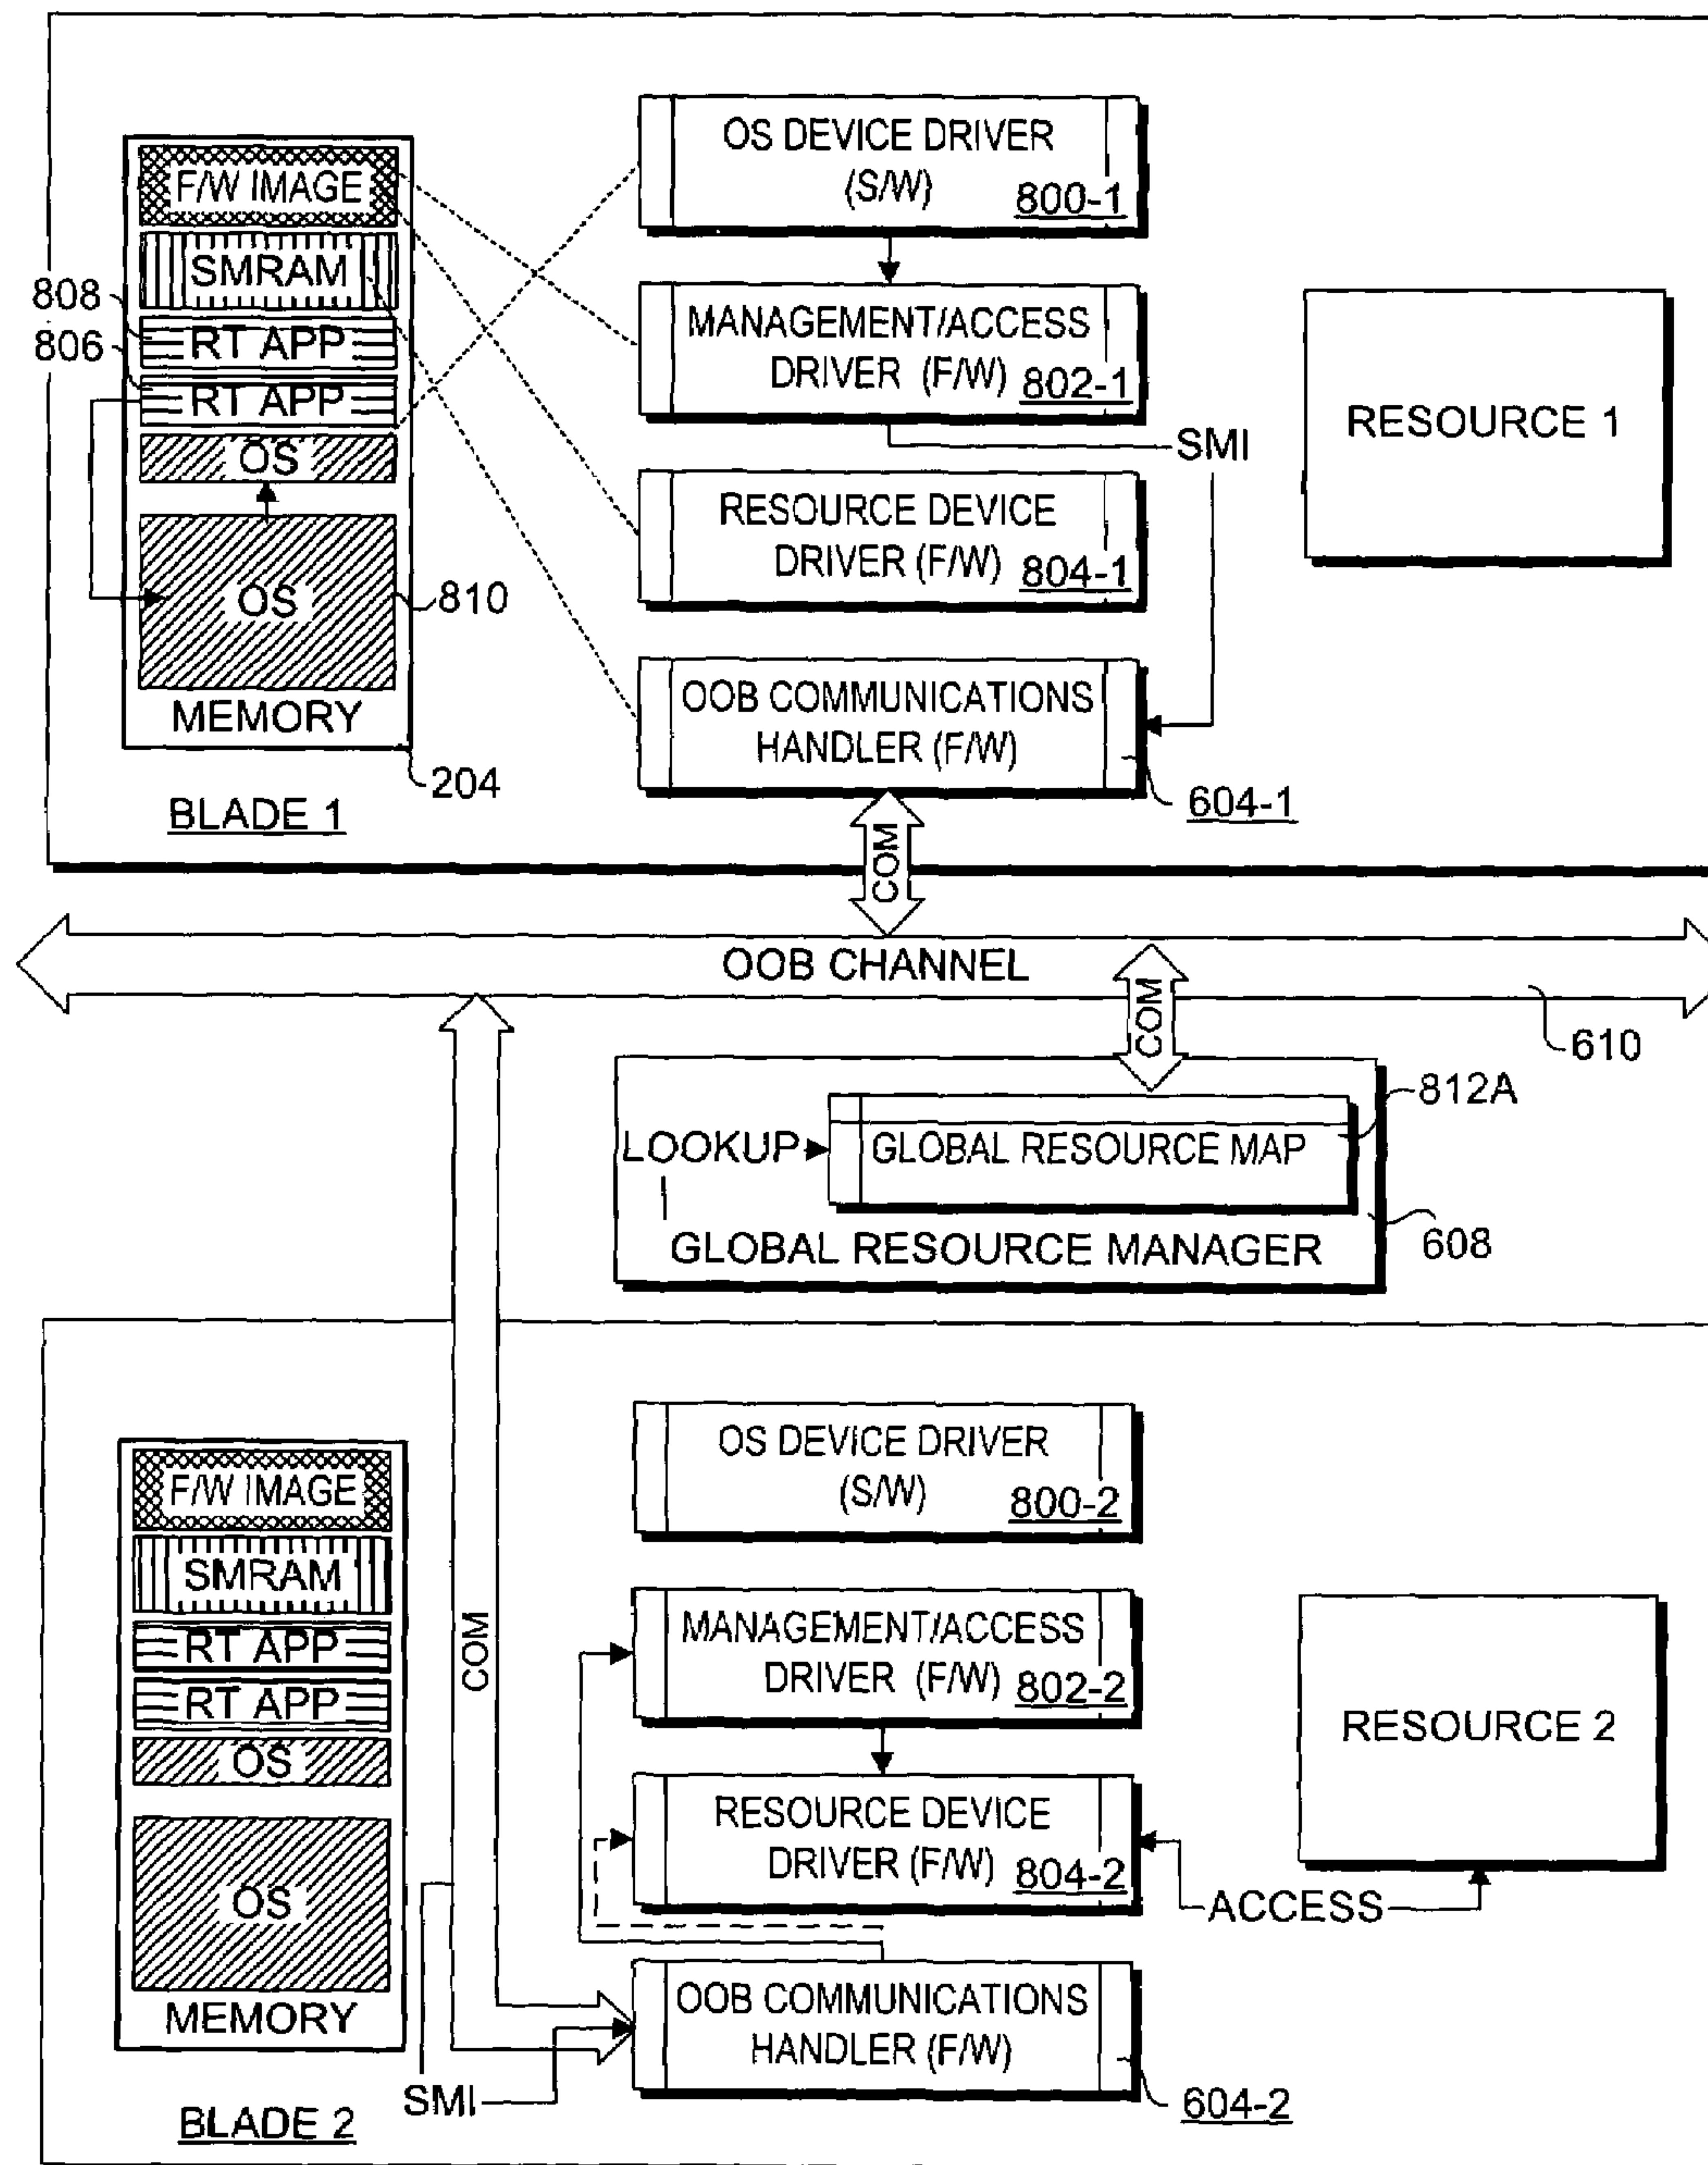 F/W IMAGE
SMRAM
808
RT APP
806
RT APP
OS
OS
810
MEMORY
204
BLADE 1
OS DEVICE DRIVER
(S/W) 800-1
MANAGEMENT/ACCESS
DRIVER (F/W) 802-1
SMI
RESOURCE DEVICE
DRIVER (F/W) 804-1
OOB COMMUNICATIONS
HANDLER (F/W)
604-1
RESOURCE 1
COM
OOB CHANNEL
COM
610
812A
LOOKUP
GLOBAL RESOURCE MAP
GLOBAL RESOURCE MANAGER
608
COM
F/W IMAGE
SMRAM
RT APP
RT APP
OS
OS
MEMORY
BLADE 2
SMI
OS DEVICE DRIVER
(S/W) 800-2
MANAGEMENT/ACCESS
DRIVER (F/W) 802-2
RESOURCE DEVICE
DRIVER (F/W) 804-2
OOB COMMUNICATIONS
HANDLER (F/W)
604-2
RESOURCE 2
ACCESS